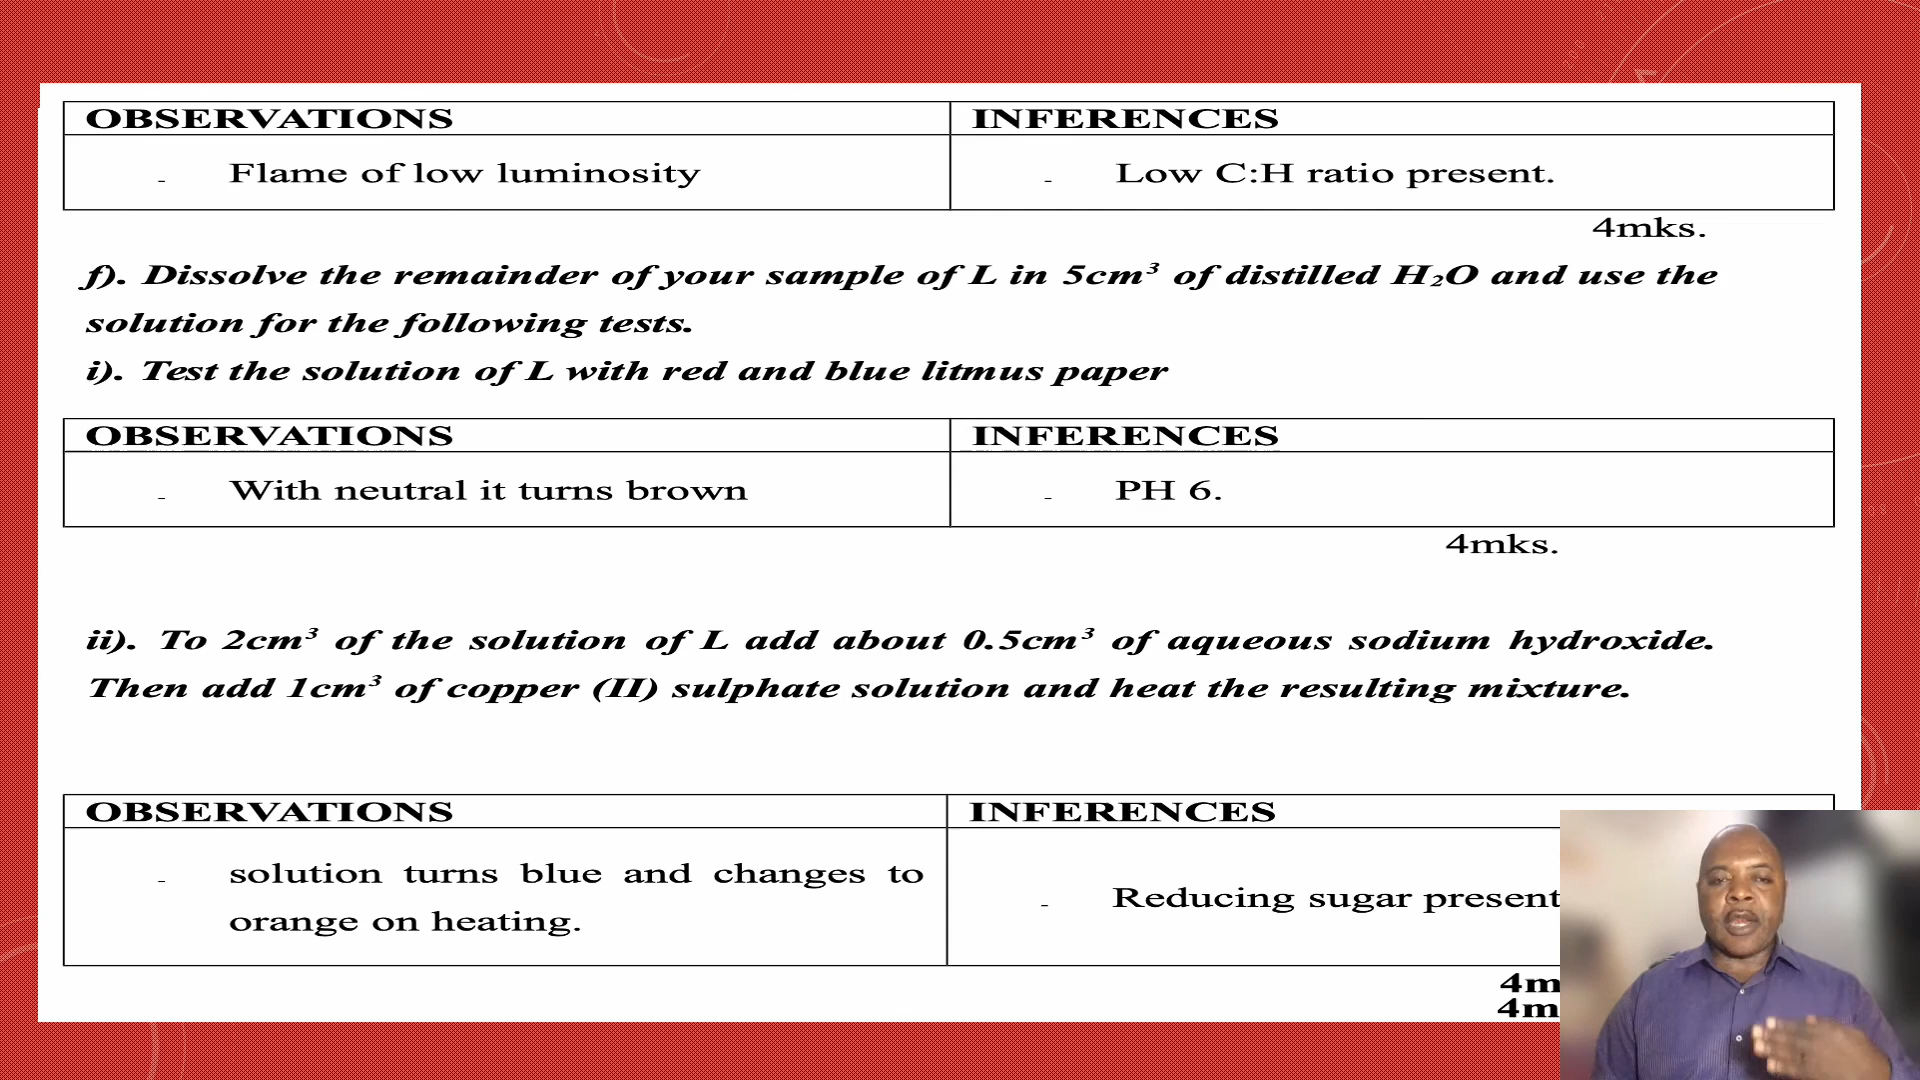 OBSERVATIONS INFERENCES
- Flame of low luminosity - Low C:H ratio present.
4mks.
f). Dissolve the remainder of your sample of L in 5cm³ of distilled H₂O and use the
solution for the following tests.
i). Test the solution of L with red and blue litmus paper
OBSERVATIONS INFERENCES
- With neutral it turns brown - PH 6.
4mks.
ii). To 2cm³ of the solution of L add about 0.5cm³ of aqueous sodium hydroxide.
Then add 1cm³ of copper (II) sulphate solution and heat the resulting mixture.
OBSERVATIONS INFERENCES
- solution turns blue and changes to
orange on heating.
- Reducing sugar present
4m
4m